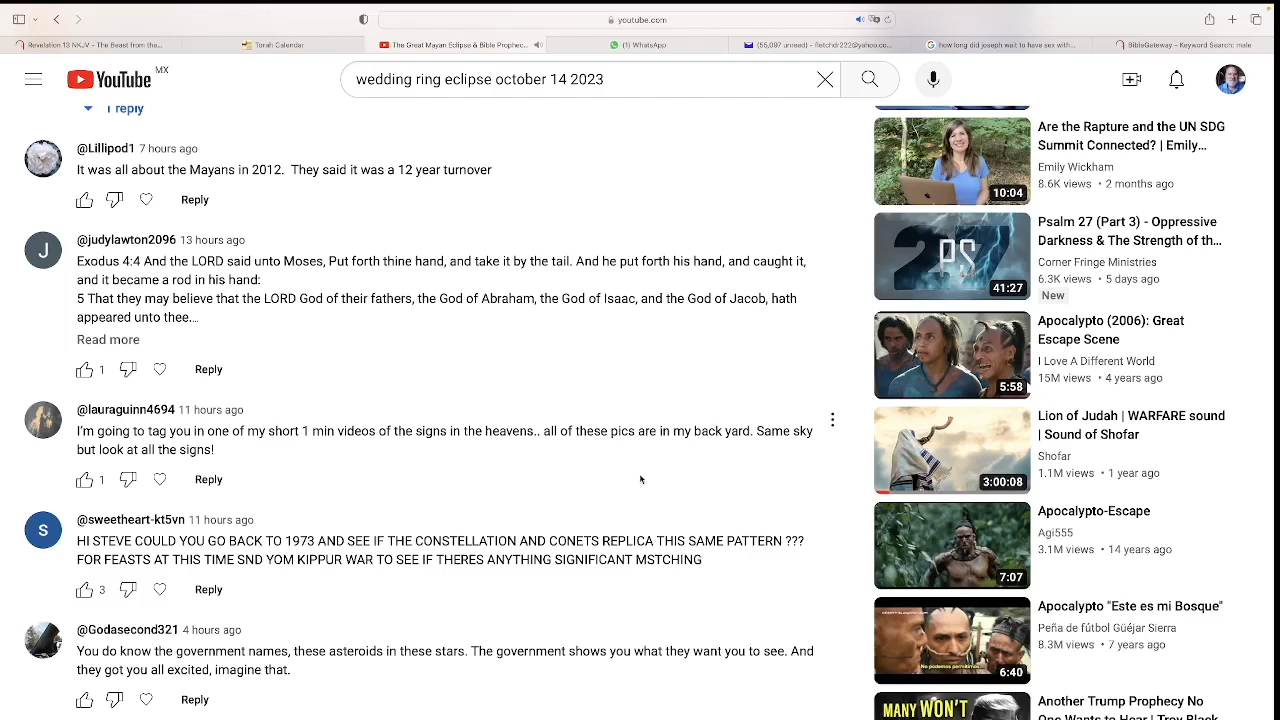 youtube.com
Revelation 13 NKJV - The Beast from the...
Torah Calendar
The Great Mayan Eclipse & Bible Prophec...
(1) WhatsApp
(55,097 unread) - fletchdr222@yahoo.co...
how long did joseph wait to have sex with...
BibleGateway - Keyword Search: male
YouTube MX
wedding ring eclipse october 14 2023
1 reply
@Lillipod1 7 hours ago
It was all about the Mayans in 2012. They said it was a 12 year turnover
Reply
@judylawton2096 13 hours ago
Exodus 4:4 And the LORD said unto Moses, Put forth thine hand, and take it by the tail. And he put forth his hand, and caught it,
and it became a rod in his hand:
5 That they may believe that the LORD God of their fathers, the God of Abraham, the God of Isaac, and the God of Jacob, hath
appeared unto thee....
Read more
1 Reply
@lauraguinn4694 11 hours ago
I'm going to tag you in one of my short 1 min videos of the signs in the heavens.. all of these pics are in my back yard. Same sky
but look at all the signs!
1 Reply
@sweetheart-kt5vn 11 hours ago
HI STEVE COULD YOU GO BACK TO 1973 AND SEE IF THE CONSTELLATION AND CONETS REPLICA THIS SAME PATTERN ???
FOR FEASTS AT THIS TIME SND YOM KIPPUR WAR TO SEE IF THERES ANYTHING SIGNIFICANT MSTCHING
3 Reply
@Godasecond321 4 hours ago
You do know the government names, these asteroids in these stars. The government shows you what they want you to see. And
they got you all excited, imagine that.
Reply
J
S
10:04
Are the Rapture and the UN SDG
Summit Connected? | Emily...
Emily Wickham
8.6K views • 2 months ago
27
PS
41:27
Psalm 27 (Part 3) - Oppressive
Darkness & The Strength of th...
Corner Fringe Ministries
6.3K views • 5 days ago
New
5:58
Apocalypto (2006): Great
Escape Scene
I Love A Different World
15M views • 4 years ago
3:00:08
Lion of Judah | WARFARE sound
| Sound of Shofar
Shofar
1.1M views • 1 year ago
7:07
Apocalypto-Escape
Agi555
3.1M views • 14 years ago
No podemos permitirnos
6:40
Apocalypto "Este es mi Bosque"
Peña de fútbol Güéjar Sierra
8.3M views • 7 years ago
MANY WON'T
Another Trump Prophecy No
One Wants to Hear | Troy Black